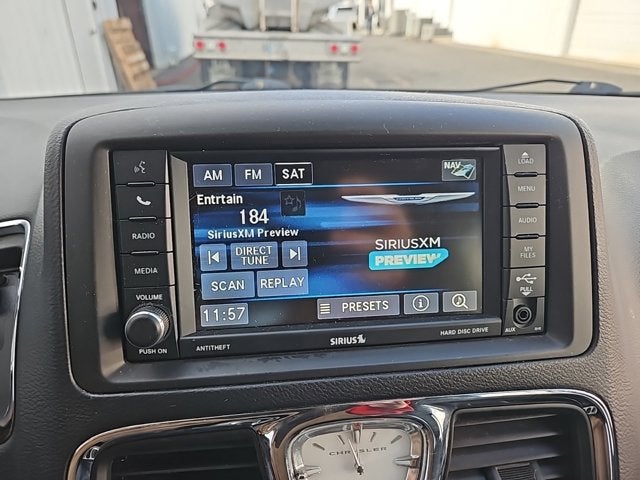 AM FM SAT NAV
Entrtain
184
SiriusXM Preview
DIRECT TUNE
SCAN REPLAY
SIRIUSXM
PREVIEW
PRESETS
11:57
RADIO
MEDIA
VOLUME
PUSH ON
LOAD
MENU
AUDIO
MY FILES
PULL
AUX
ANTITHEFT
SIRIUS
HARD DISC DRIVE
CHRYSLER